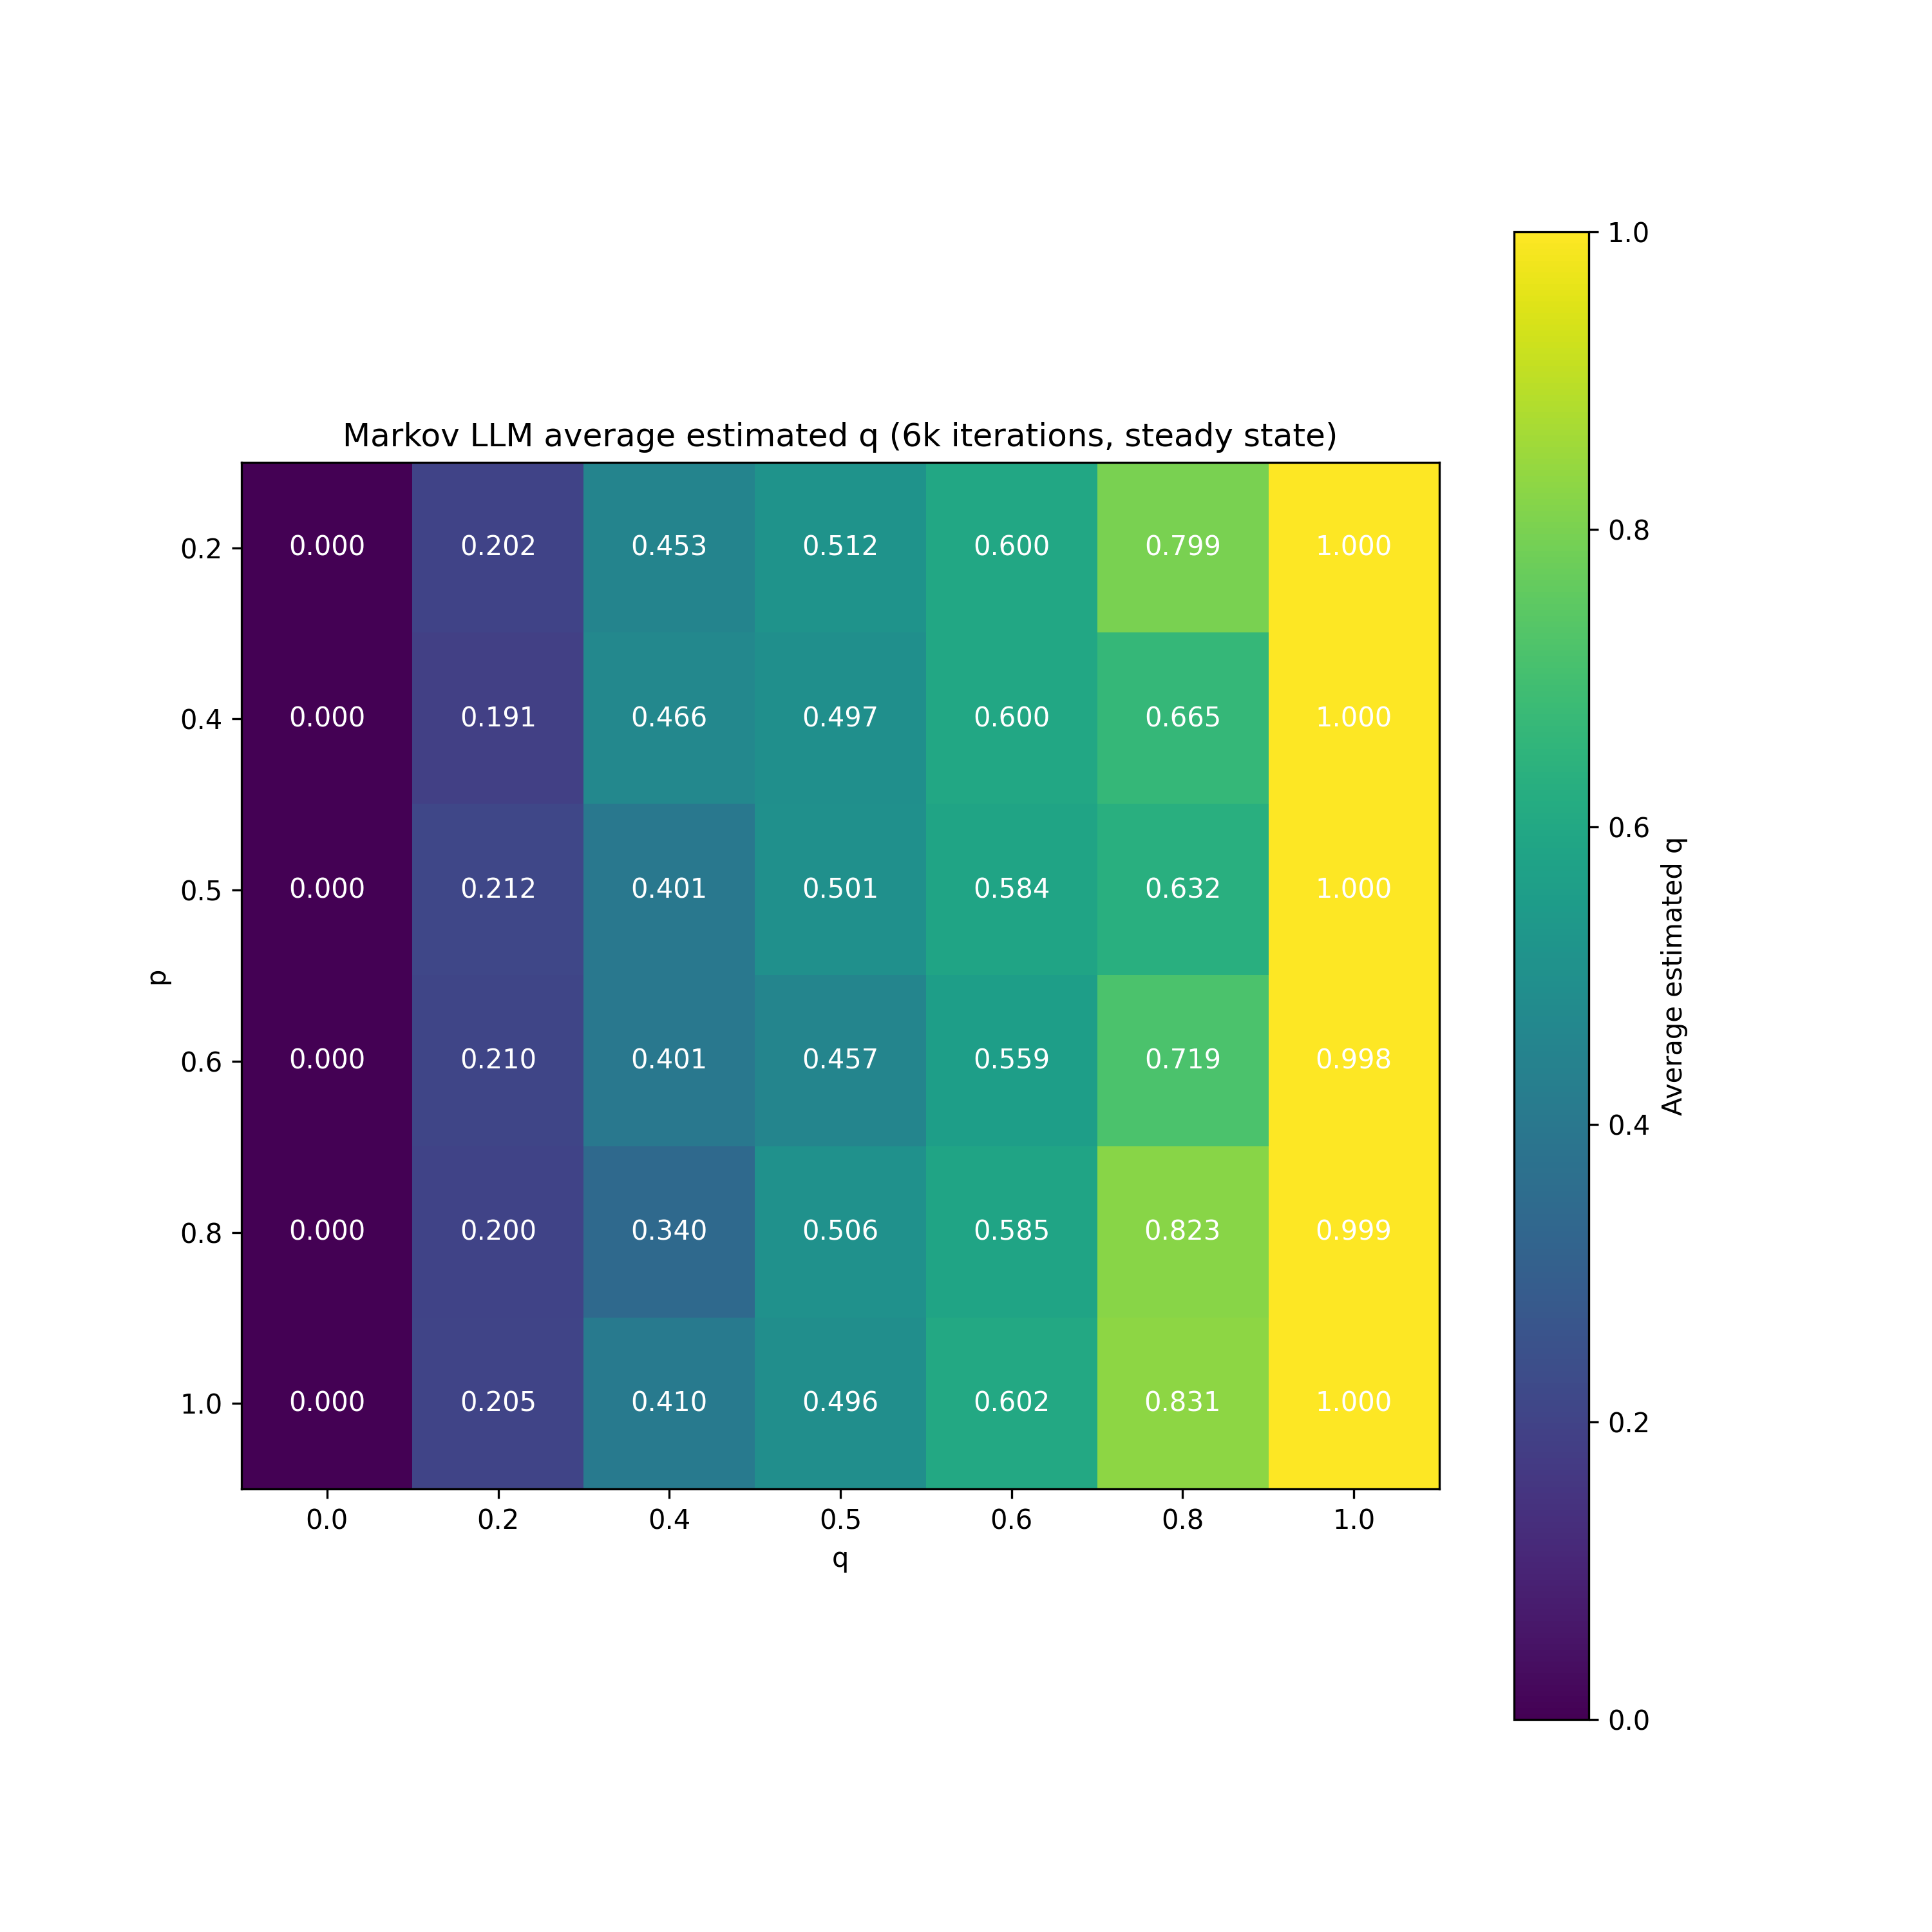 Markov LLM average estimated q (6k iterations, steady state)
p
0.2 0.000 0.202 0.453 0.512 0.600 0.799 1.000
0.4 0.000 0.191 0.466 0.497 0.600 0.665 1.000
0.5 0.000 0.212 0.401 0.501 0.584 0.632 1.000
0.6 0.000 0.210 0.401 0.457 0.559 0.719 0.998
0.8 0.000 0.200 0.340 0.506 0.585 0.823 0.999
1.0 0.000 0.205 0.410 0.496 0.602 0.831 1.000
0.0 0.2 0.4 0.5 0.6 0.8 1.0
q
1.0
0.8
0.6
0.4
0.2
0.0
Average estimated q